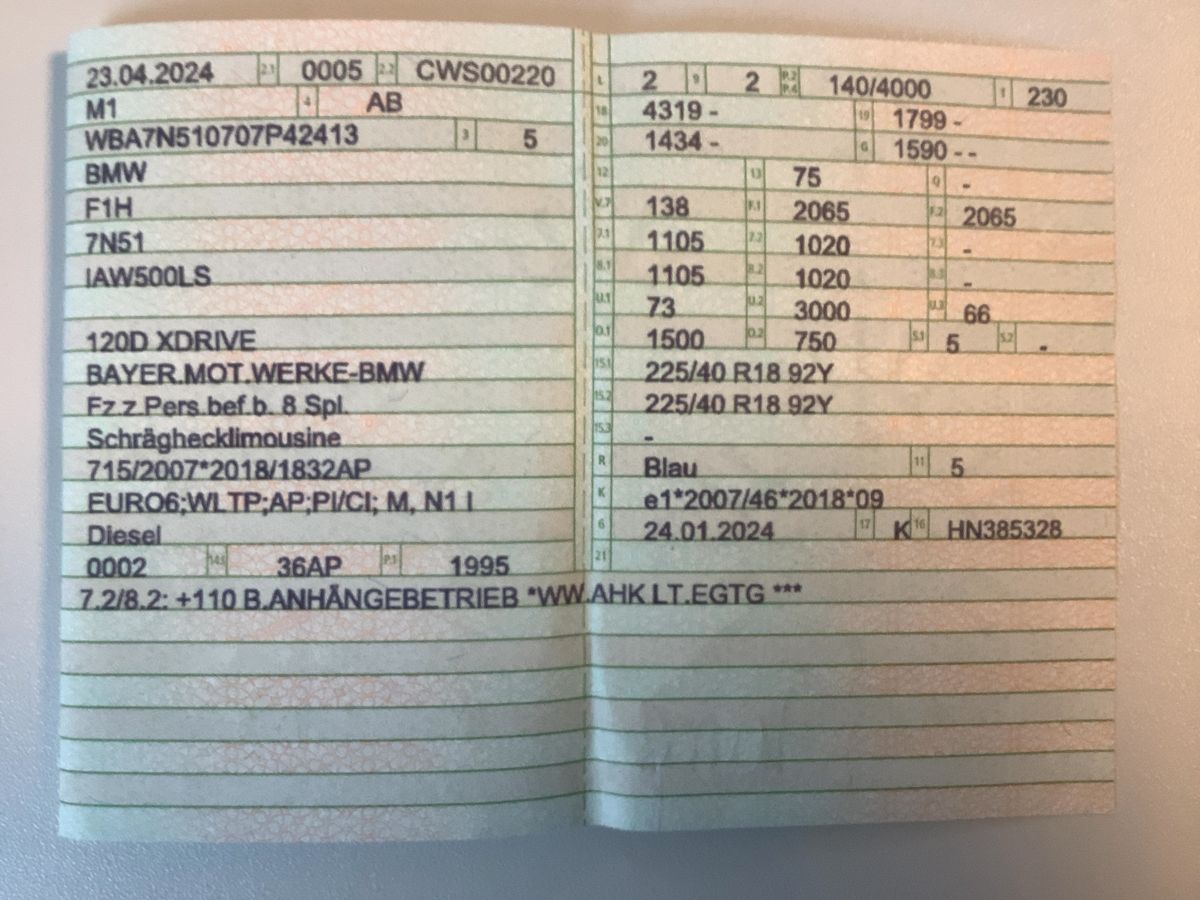 23.04.2024 2.1 0005 2.2 CWS00220
M1 4 AB
WBA7N510707P42413 3 5
BMW
F1H
7N51
IAW500LS
120D XDRIVE
BAYER.MOT.WERKE-BMW
Fz.z.Pers.bef.b. 8 Spl.
Schräghecklimousine
715/2007*2018/1832AP
EURO6;WLTP;AP;PI/CI; M, N1 I
Diesel
0002 14.1 36AP P.1 1995
L 2 9 2 P.2 P.4 140/4000 T 230
18 4319 - 19 1799 -
20 1434 - G 1590 - -
12 13 75 Q -
V.7 138 F.1 2065 F.2 2065
7.1 1105 7.2 1020 7.3 -
8.1 1105 8.2 1020 8.3 -
U.1 73 U.2 3000 U.3 66
O.1 1500 O.2 750 S.1 5 S.2 -
15.1 225/40 R18 92Y
15.2 225/40 R18 92Y
15.3 -
R Blau 11 5
K e1*2007/46*2018*09
6 24.01.2024 17 K 16 HN385328
21
7.2/8.2: +110 B.ANHÄNGEBETRIEB *WW.AHK LT.EGTG ***